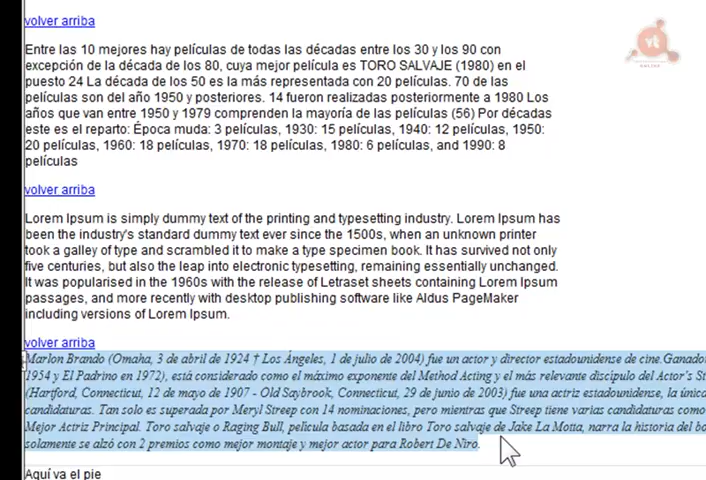 volver arriba
Entre las 10 mejores hay películas de todas las décadas entre los 30 y los 90 con
excepción de la década de los 80, cuya mejor película es TORO SALVAJE (1980) en el
puesto 24 La década de los 50 es la más representada con 20 películas. 70 de las
películas son del año 1950 y posteriores. 14 fueron realizadas posteriormente a 1980 Los
años que van entre 1950 y 1979 comprenden la mayoría de las películas (56) Por décadas
este es el reparto: Época muda: 3 películas, 1930: 15 películas, 1940: 12 películas, 1950:
20 películas, 1960: 18 películas, 1970: 18 películas, 1980: 6 películas, and 1990: 8
películas
volver arriba
Lorem Ipsum is simply dummy text of the printing and typesetting industry. Lorem Ipsum has
been the industry's standard dummy text ever since the 1500s, when an unknown printer
took a galley of type and scrambled it to make a type specimen book. It has survived not only
five centuries, but also the leap into electronic typesetting, remaining essentially unchanged.
It was popularised in the 1960s with the release of Letraset sheets containing Lorem Ipsum
passages, and more recently with desktop publishing software like Aldus PageMaker
including versions of Lorem Ipsum.
volver arriba
Marlon Brando (Omaha, 3 de abril de 1924 † Los Ángeles, 1 de julio de 2004) fue un actor y director estadounidense de cine.Ganado
1954 y El Padrino en 1972), está considerado como el máximo exponente del Method Acting y el más relevante discípulo del Actor's St
(Hartford, Connecticut, 12 de mayo de 1907 - Old Saybrook, Connecticut, 29 de junio de 2003) fue una actriz estadounidense, la única
candidaturas. Tan solo es superada por Meryl Streep con 14 nominaciones, pero mientras que Streep tiene varias candidaturas como
Mejor Actriz Principal. Toro salvaje o Raging Bull, película basada en el libro Toro salvaje de Jake La Motta, narra la historia del bo
solamente se alzó con 2 premios como mejor montaje y mejor actor para Robert De Niro.
Aquí va el pie